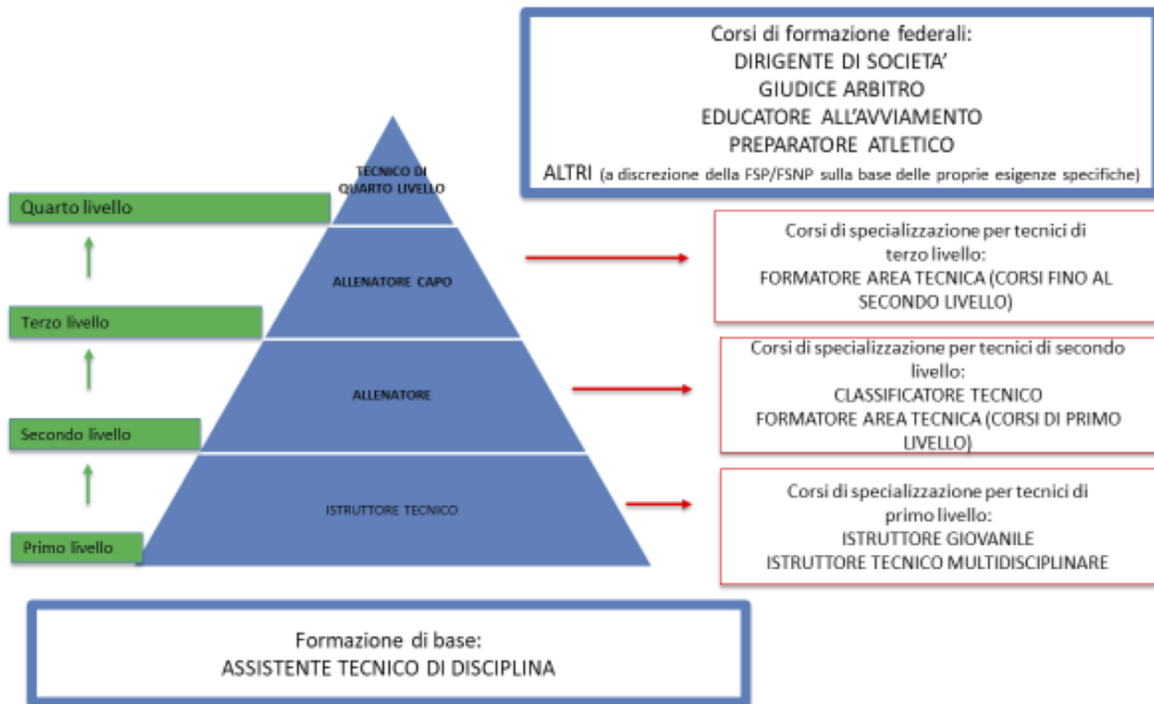 Corsi di formazione federali:
DIRIGENTE DI SOCIETA'
GIUDICE ARBITRO
EDUCATORE ALL'AVVIAMENTO
PREPARATORE ATLETICO
ALTRI (a discrezione della FSP/FSNP sulla base delle proprie esigenze specifiche)
TECNICO DI
QUARTO LIVELLO
Quarto livello
Corsi di specializzazione per tecnici di
terzo livello:
FORMATORE AREA TECNICA (CORSI FINO AL
SECONDO LIVELLO)
ALLENATORE CAPO
Terzo livello
Corsi di specializzazione per tecnici di secondo
livello:
CLASSIFICATORE TECNICO
FORMATORE AREA TECNICA (CORSI DI PRIMO
LIVELLO)
ALLENATORE
Secondo livello
Corsi di specializzazione per tecnici di
primo livello:
ISTRUTTORE GIOVANILE
ISTRUTTORE TECNICO MULTIDISCIPLINARE
ISTRUTTORE TECNICO
Primo livello
Formazione di base:
ASSISTENTE TECNICO DI DISCIPLINA